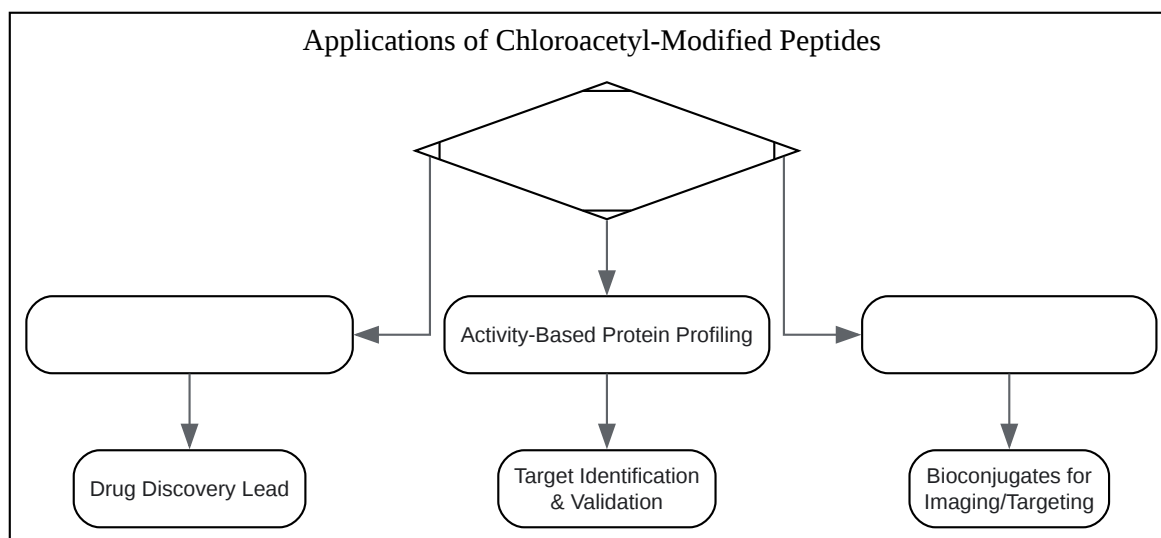 Applications of Chloroacetyl-Modified Peptides
Activity-Based Protein Profiling
Drug Discovery Lead
Target Identification
& Validation
Bioconjugates for
Imaging/Targeting